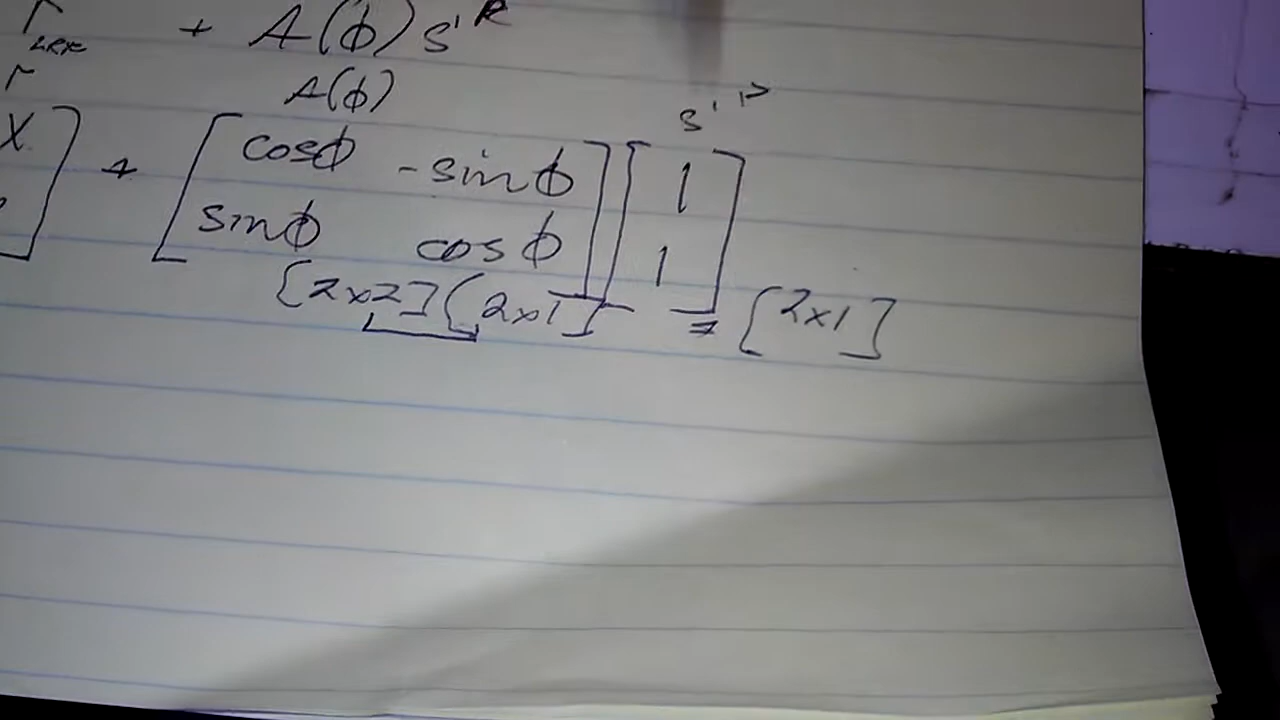 r + A(ϕ) s'ᴿ
r A(ϕ) s'ᴾ
X ] + [ cosϕ -sinϕ ] [ 1 ]
sinϕ cosϕ 1
[2x2] [2x1] = [2x1]